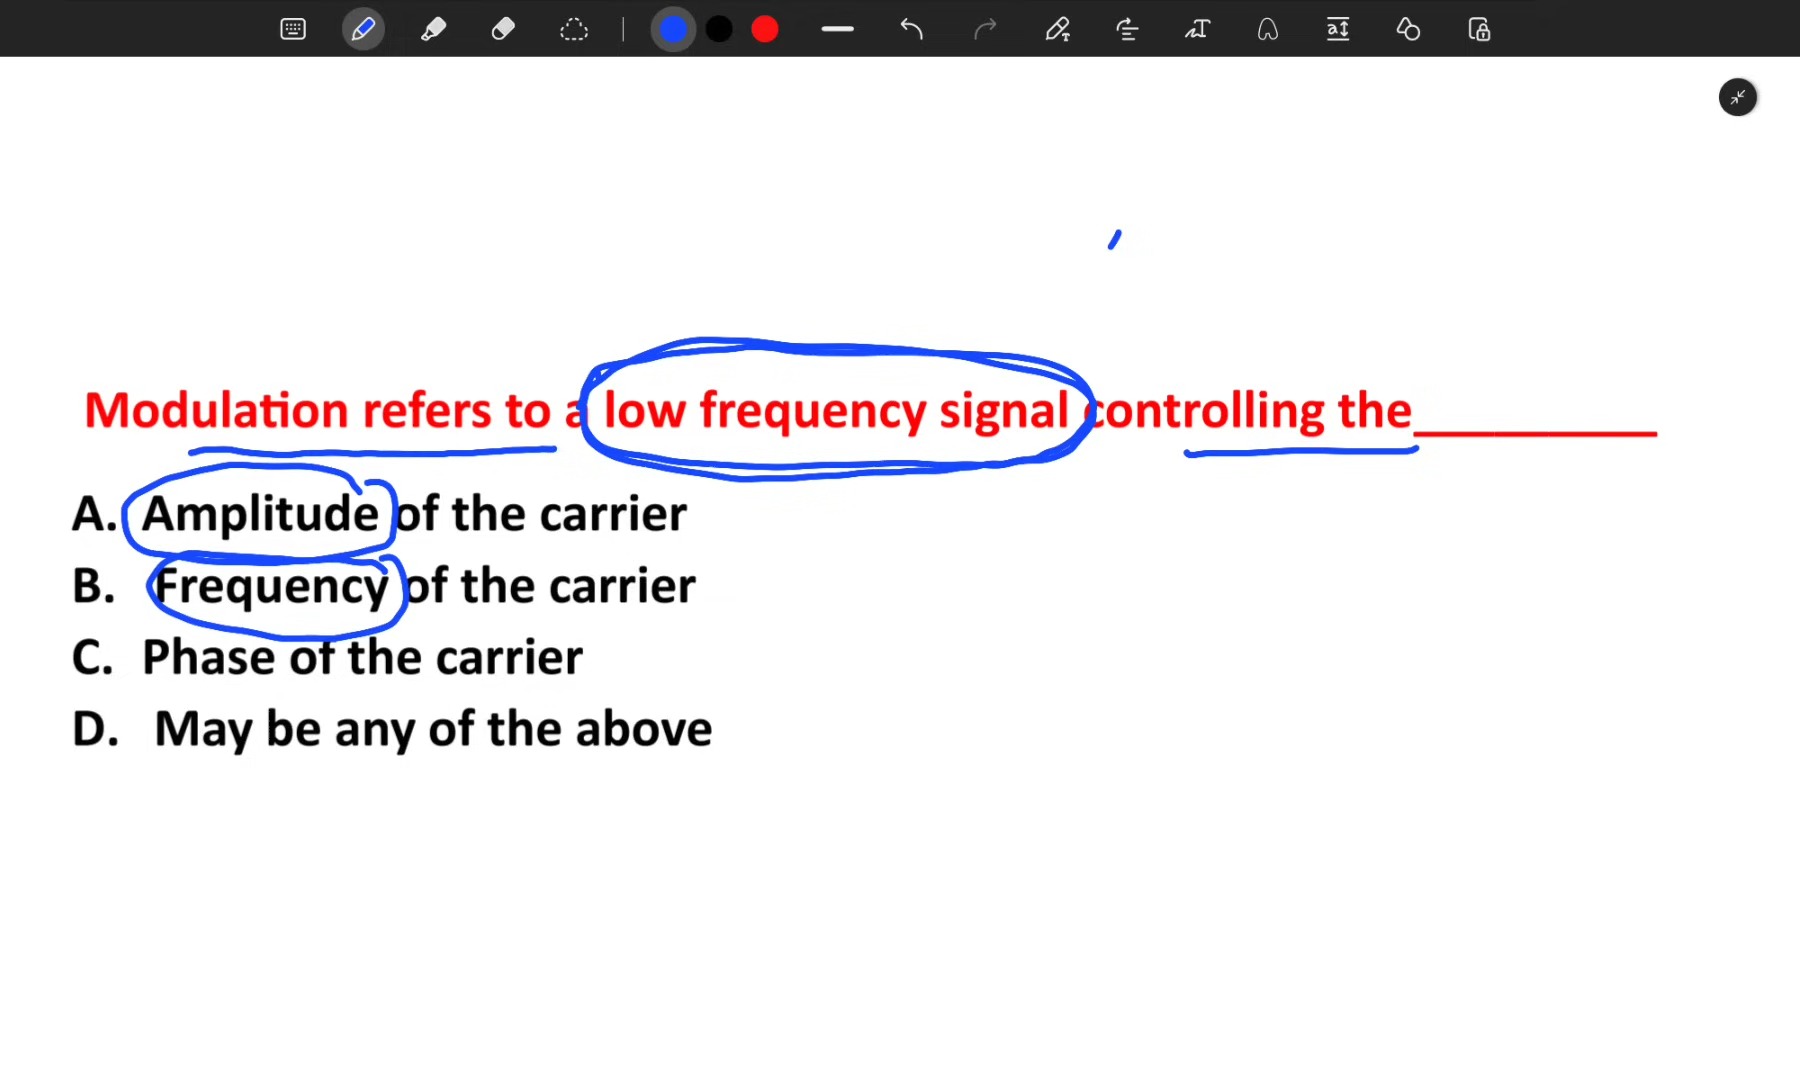 Modulation refers to a low frequency signal controlling the_________
A. Amplitude of the carrier
B. Frequency of the carrier
C. Phase of the carrier
D. May be any of the above